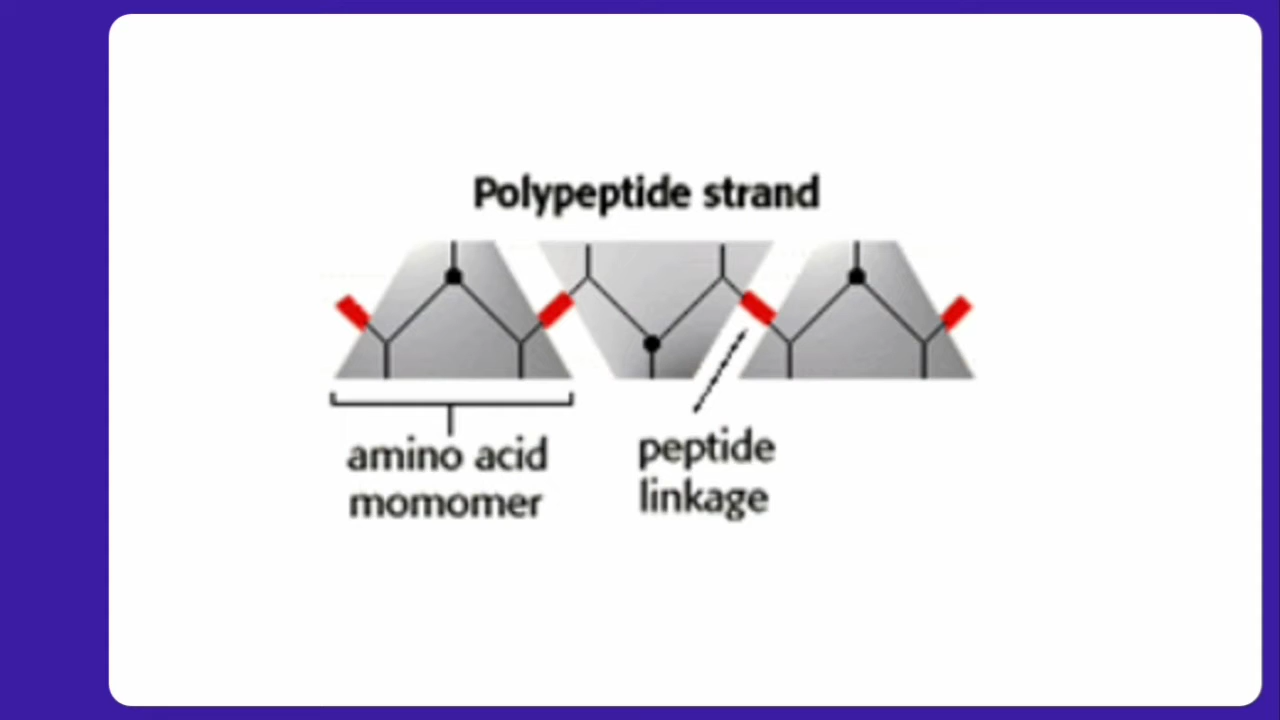 Polypeptide strand
amino acid
momomer
peptide
linkage